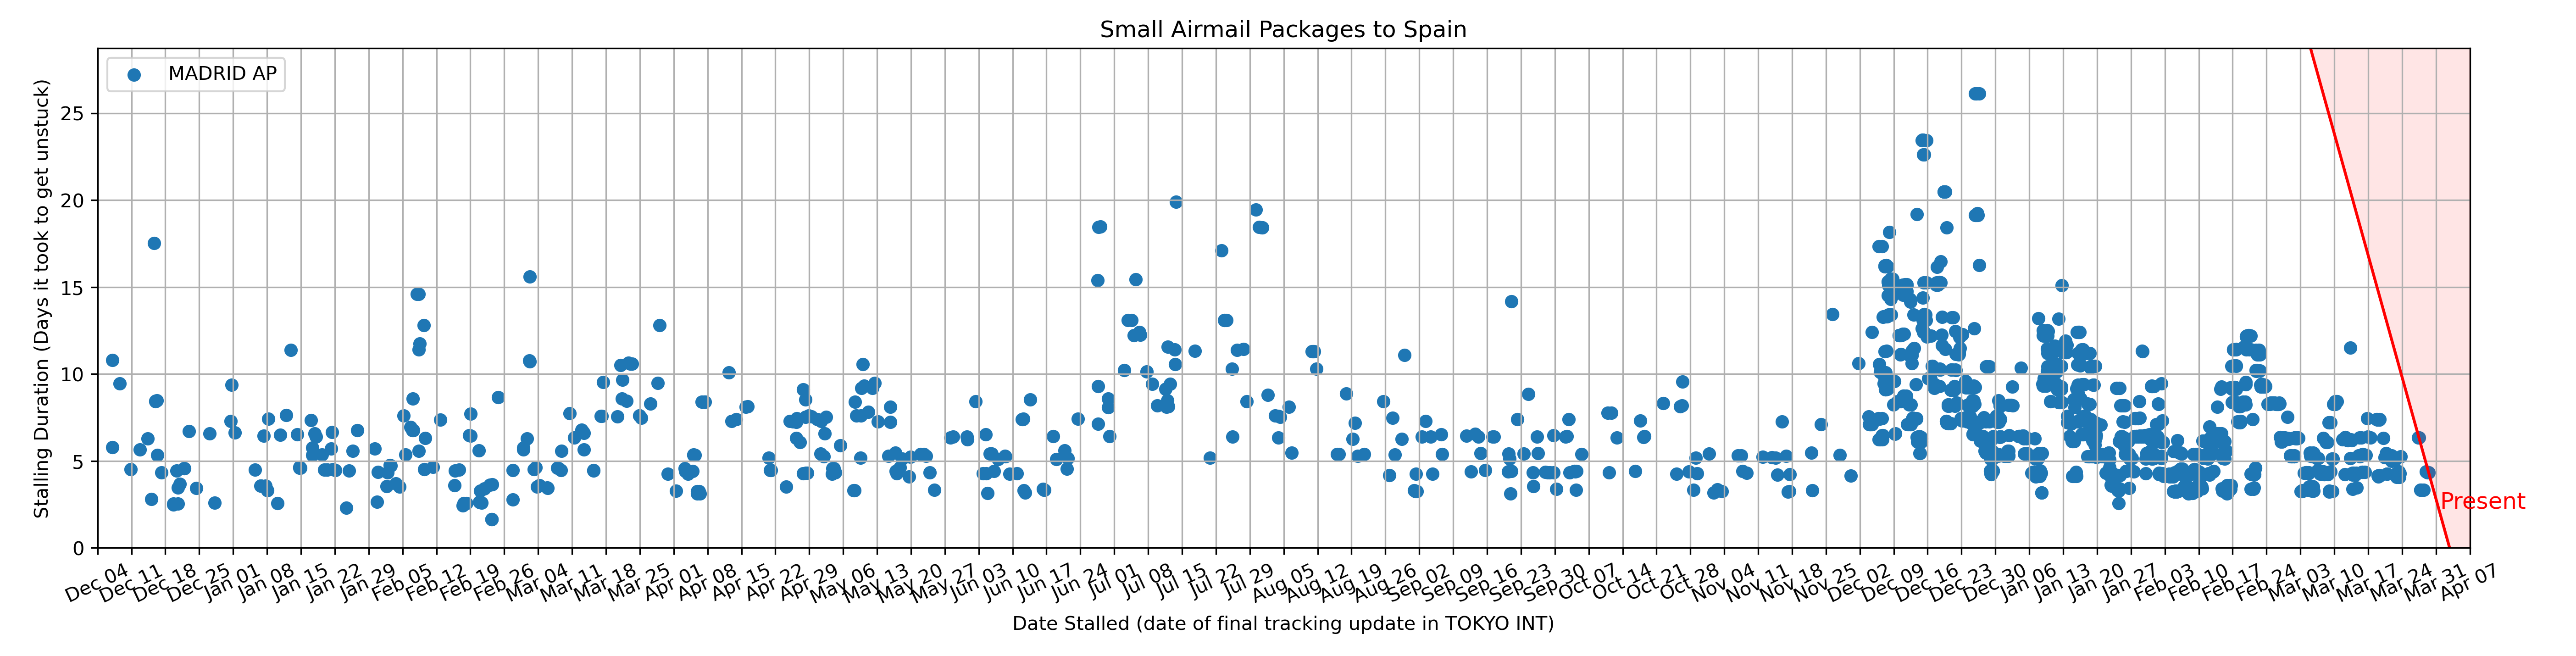 Small Airmail Packages to Spain
MADRID AP
Stalling Duration (Days it took to get unstuck)
25
20
15
10
5
0
Present
Dec 04
Dec 11
Dec 18
Dec 25
Jan 01
Jan 08
Jan 15
Jan 22
Jan 29
Feb 05
Feb 12
Feb 19
Feb 26
Mar 04
Mar 11
Mar 18
Mar 25
Apr 01
Apr 08
Apr 15
Apr 22
Apr 29
May 06
May 13
May 20
May 27
Jun 03
Jun 10
Jun 17
Jun 24
Jul 01
Jul 08
Jul 15
Jul 22
Jul 29
Aug 05
Aug 12
Aug 19
Aug 26
Sep 02
Sep 09
Sep 16
Sep 23
Sep 30
Oct 07
Oct 14
Oct 21
Oct 28
Nov 04
Nov 11
Nov 18
Nov 25
Dec 02
Dec 09
Dec 16
Dec 23
Dec 30
Jan 06
Jan 13
Jan 20
Jan 27
Feb 03
Feb 10
Feb 17
Feb 24
Mar 03
Mar 10
Mar 17
Mar 24
Mar 31
Apr 07
Date Stalled (date of final tracking update in TOKYO INT)